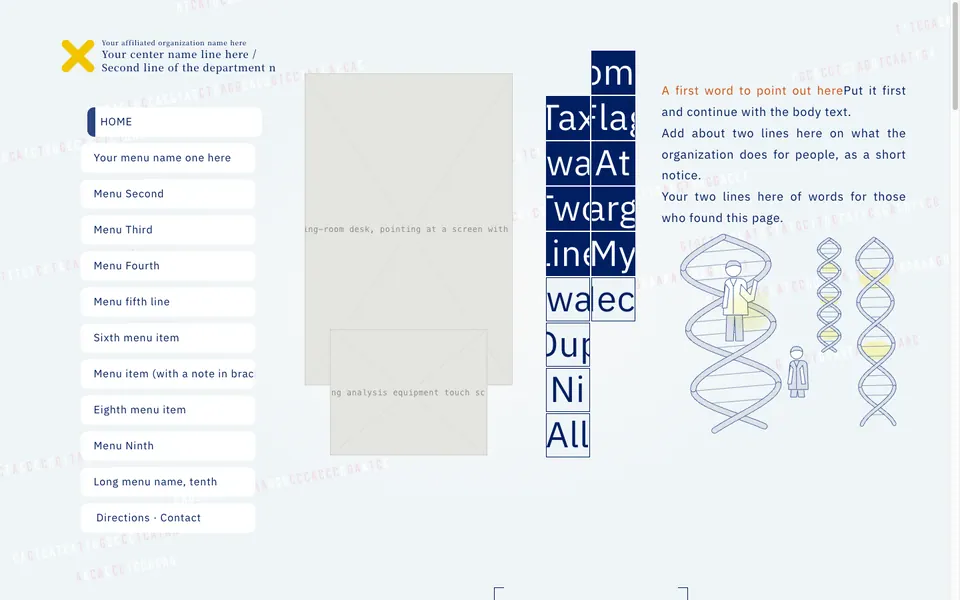 Your affiliated organization name here
Your center name line here /
Second line of the department n
HOME
Your menu name one here
Menu Second
Menu Third
Menu Fourth
Menu fifth line
Sixth menu item
Menu item (with a note in brac
Eighth menu item
Menu Ninth
Long menu name, tenth
Directions · Contact
ing-room desk, pointing at a screen with
ng analysis equipment touch sc
om
Flag
At
arg
My
ec
Tax
wa
Two
Line
wa
Dup
Ni
All
A first word to point out herePut it first
and continue with the body text.
Add about two lines here on what the
organization does for people, as a short
notice.
Your two lines here of words for those
who found this page.